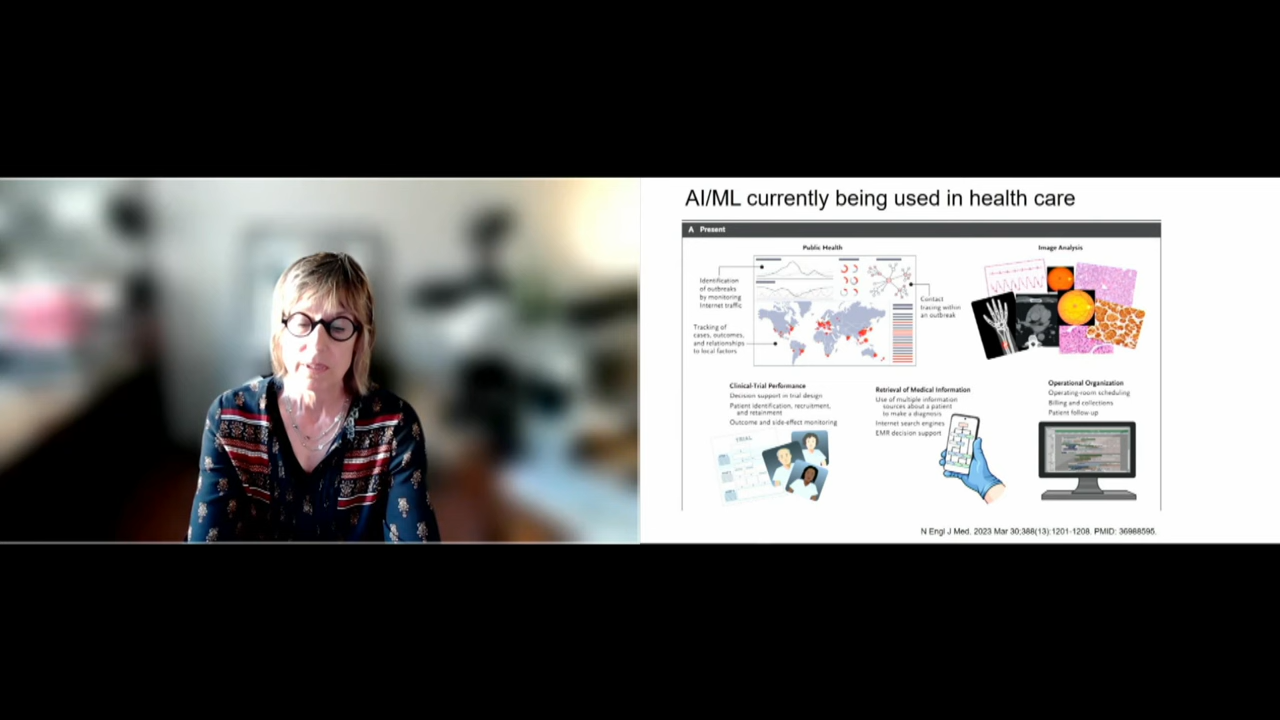 AI/ML currently being used in health care
A Present
Public Health
Identification
of outbreaks
by monitoring
Internet traffic
Tracking of
cases, outcomes,
and relationships
to local factors
Contact
tracing within
an outbreak
Image Analysis
Clinical-Trial Performance
Decision support in trial design
Patient identification, recruitment,
and retainment
Outcome and side-effect monitoring
TRIAL
Retrieval of Medical Information
Use of multiple information
sources about a patient
to make a diagnosis
Internet search engines
EMR decision support
Operational Organization
Operating-room scheduling
Billing and collections
Patient follow up
N Engl J Med. 2023 Mar 30;388(13):1201-1208. PMID: 36988595.